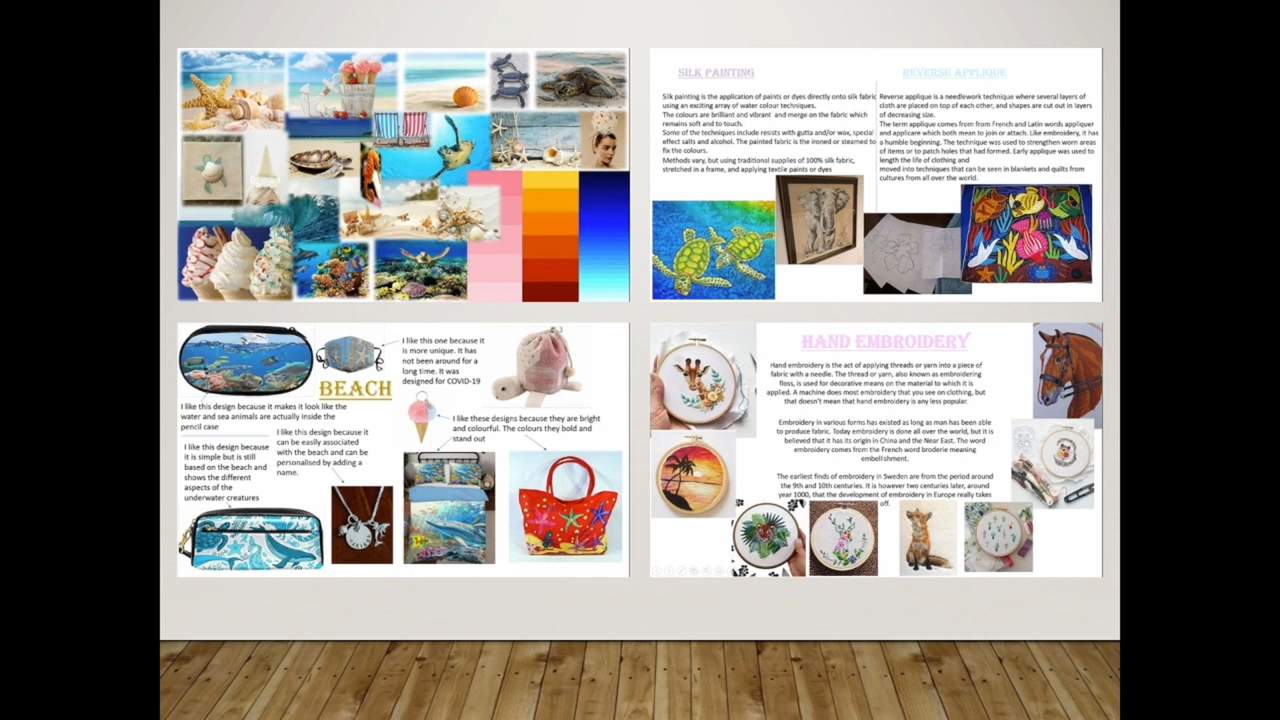 SILK PAINTING
Silk painting is the application of paints or dyes directly onto silk fabric
using an exciting array of water colour techniques.
The colours are brilliant and vibrant and merge on the fabric which
remains soft and to touch.
Some of the techniques include resists with gutta and/or wax, special
effect salts and alcohol. The painted fabric is the ironed or steamed to
fix the colours.
Methods vary, but using traditional supplies of 100% silk fabric,
stretched in a frame, and applying textile paints or dyes
REVERSE APPLIQUE
Reverse applique is a needlework technique where several layers of
cloth are placed on top of each other, and shapes are cut out in layers
of decreasing size.
The term applique comes from from French and Latin words appliquer
and applicare which both mean to join or attach. Like embroidery, it has
a humble beginning. The technique was used to strengthen worn areas
of items or to patch holes that had formed. Early applique was used to
length the life of clothing and
moved into techniques that can be seen in blankets and quilts from
cultures from all over the world.
BEACH
I like this one because it
is more unique. It has
not been around for a
long time. It was
designed for COVID-19
I like this design because it makes it look like the
water and sea animals are actually inside the
pencil case
I like these designs because they are bright
and colourful. The colours they bold and
stand out
I like this design because it
can be easily associated
with the beach and can be
personalised by adding a
name.
I like this design because
it is simple but is still
based on the beach and
shows the different
aspects of the
underwater creatures
HAND EMBROIDERY
Hand embroidery is the act of applying threads or yarn into a piece of
fabric with a needle. The thread or yarn, also known as embroidering
floss, is used for decorative means on the material to which it is
applied. A machine does most embroidery that you see on clothing, but
that doesn't mean that hand embroidery is any less popular.
Embroidery in various forms has existed as long as man has been able
to produce fabric. Today embroidery is done all over the world, but it is
believed that it has its origin in China and the Near East. The word
embroidery comes from the French word broderie meaning
embellishment.
The earliest finds of embroidery in Sweden are from the period around
the 9th and 10th centuries. It is however two centuries later, around
year 1000, that the development of embroidery in Europe really takes
off.